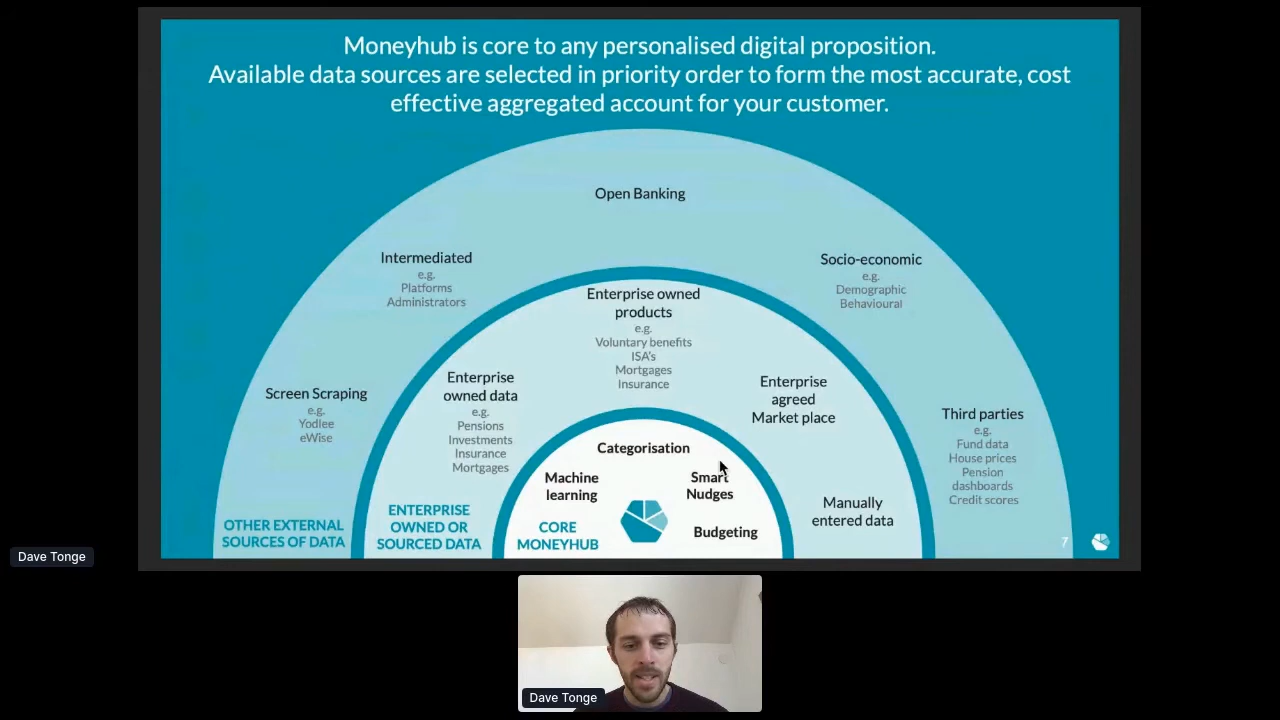 Moneyhub is core to any personalised digital proposition.
Available data sources are selected in priority order to form the most accurate, cost
effective aggregated account for your customer.
Open Banking
Intermediated
e.g.
Platforms
Administrators
Socio-economic
e.g.
Demographic
Behavioural
Enterprise owned
products
e.g.
Voluntary benefits
ISA's
Mortgages
Insurance
Screen Scraping
e.g.
Yodlee
eWise
Enterprise
owned data
e.g.
Pensions
Investments
Insurance
Mortgages
Enterprise
agreed
Market place
Third parties
e.g.
Fund data
House prices
Pension
dashboards
Credit scores
Categorisation
Machine
learning
Smart
Nudges
Manually
entered data
OTHER EXTERNAL
SOURCES OF DATA
ENTERPRISE
OWNED OR
SOURCED DATA
CORE
MONEYHUB
Budgeting
7
Dave Tonge
Dave Tonge